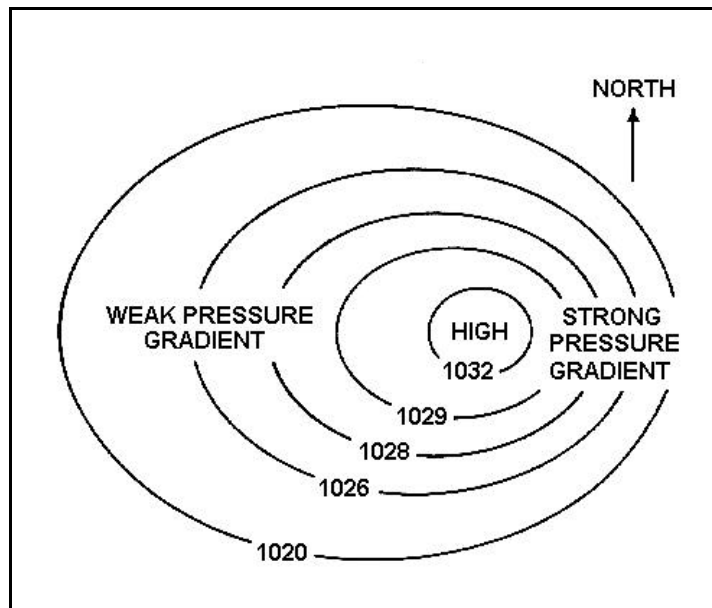 NORTH
WEAK PRESSURE
GRADIENT
HIGH
STRONG
PRESSURE
GRADIENT
1032
1029
1028
1026
1020